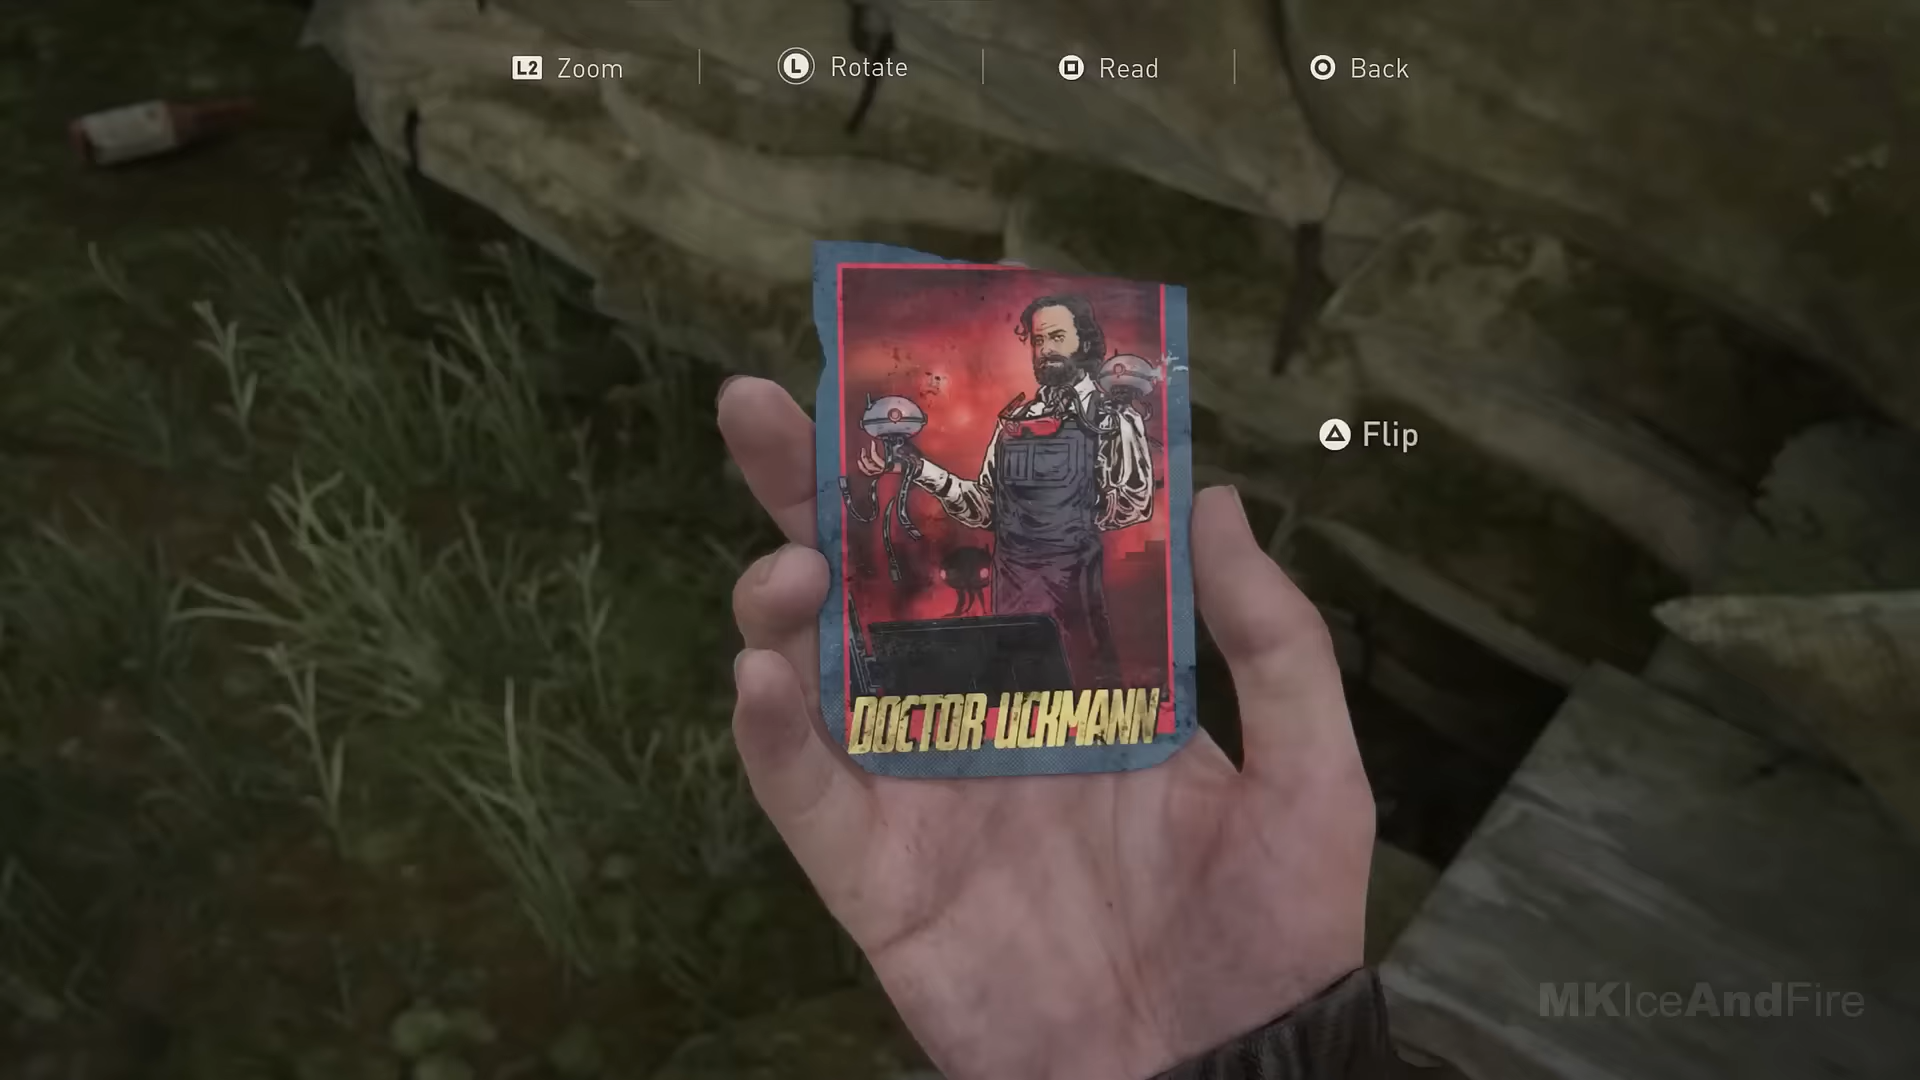 L2 Zoom
L Rotate
Read
Back
Flip
DOCTOR UCKMANN
MKIceAndFire